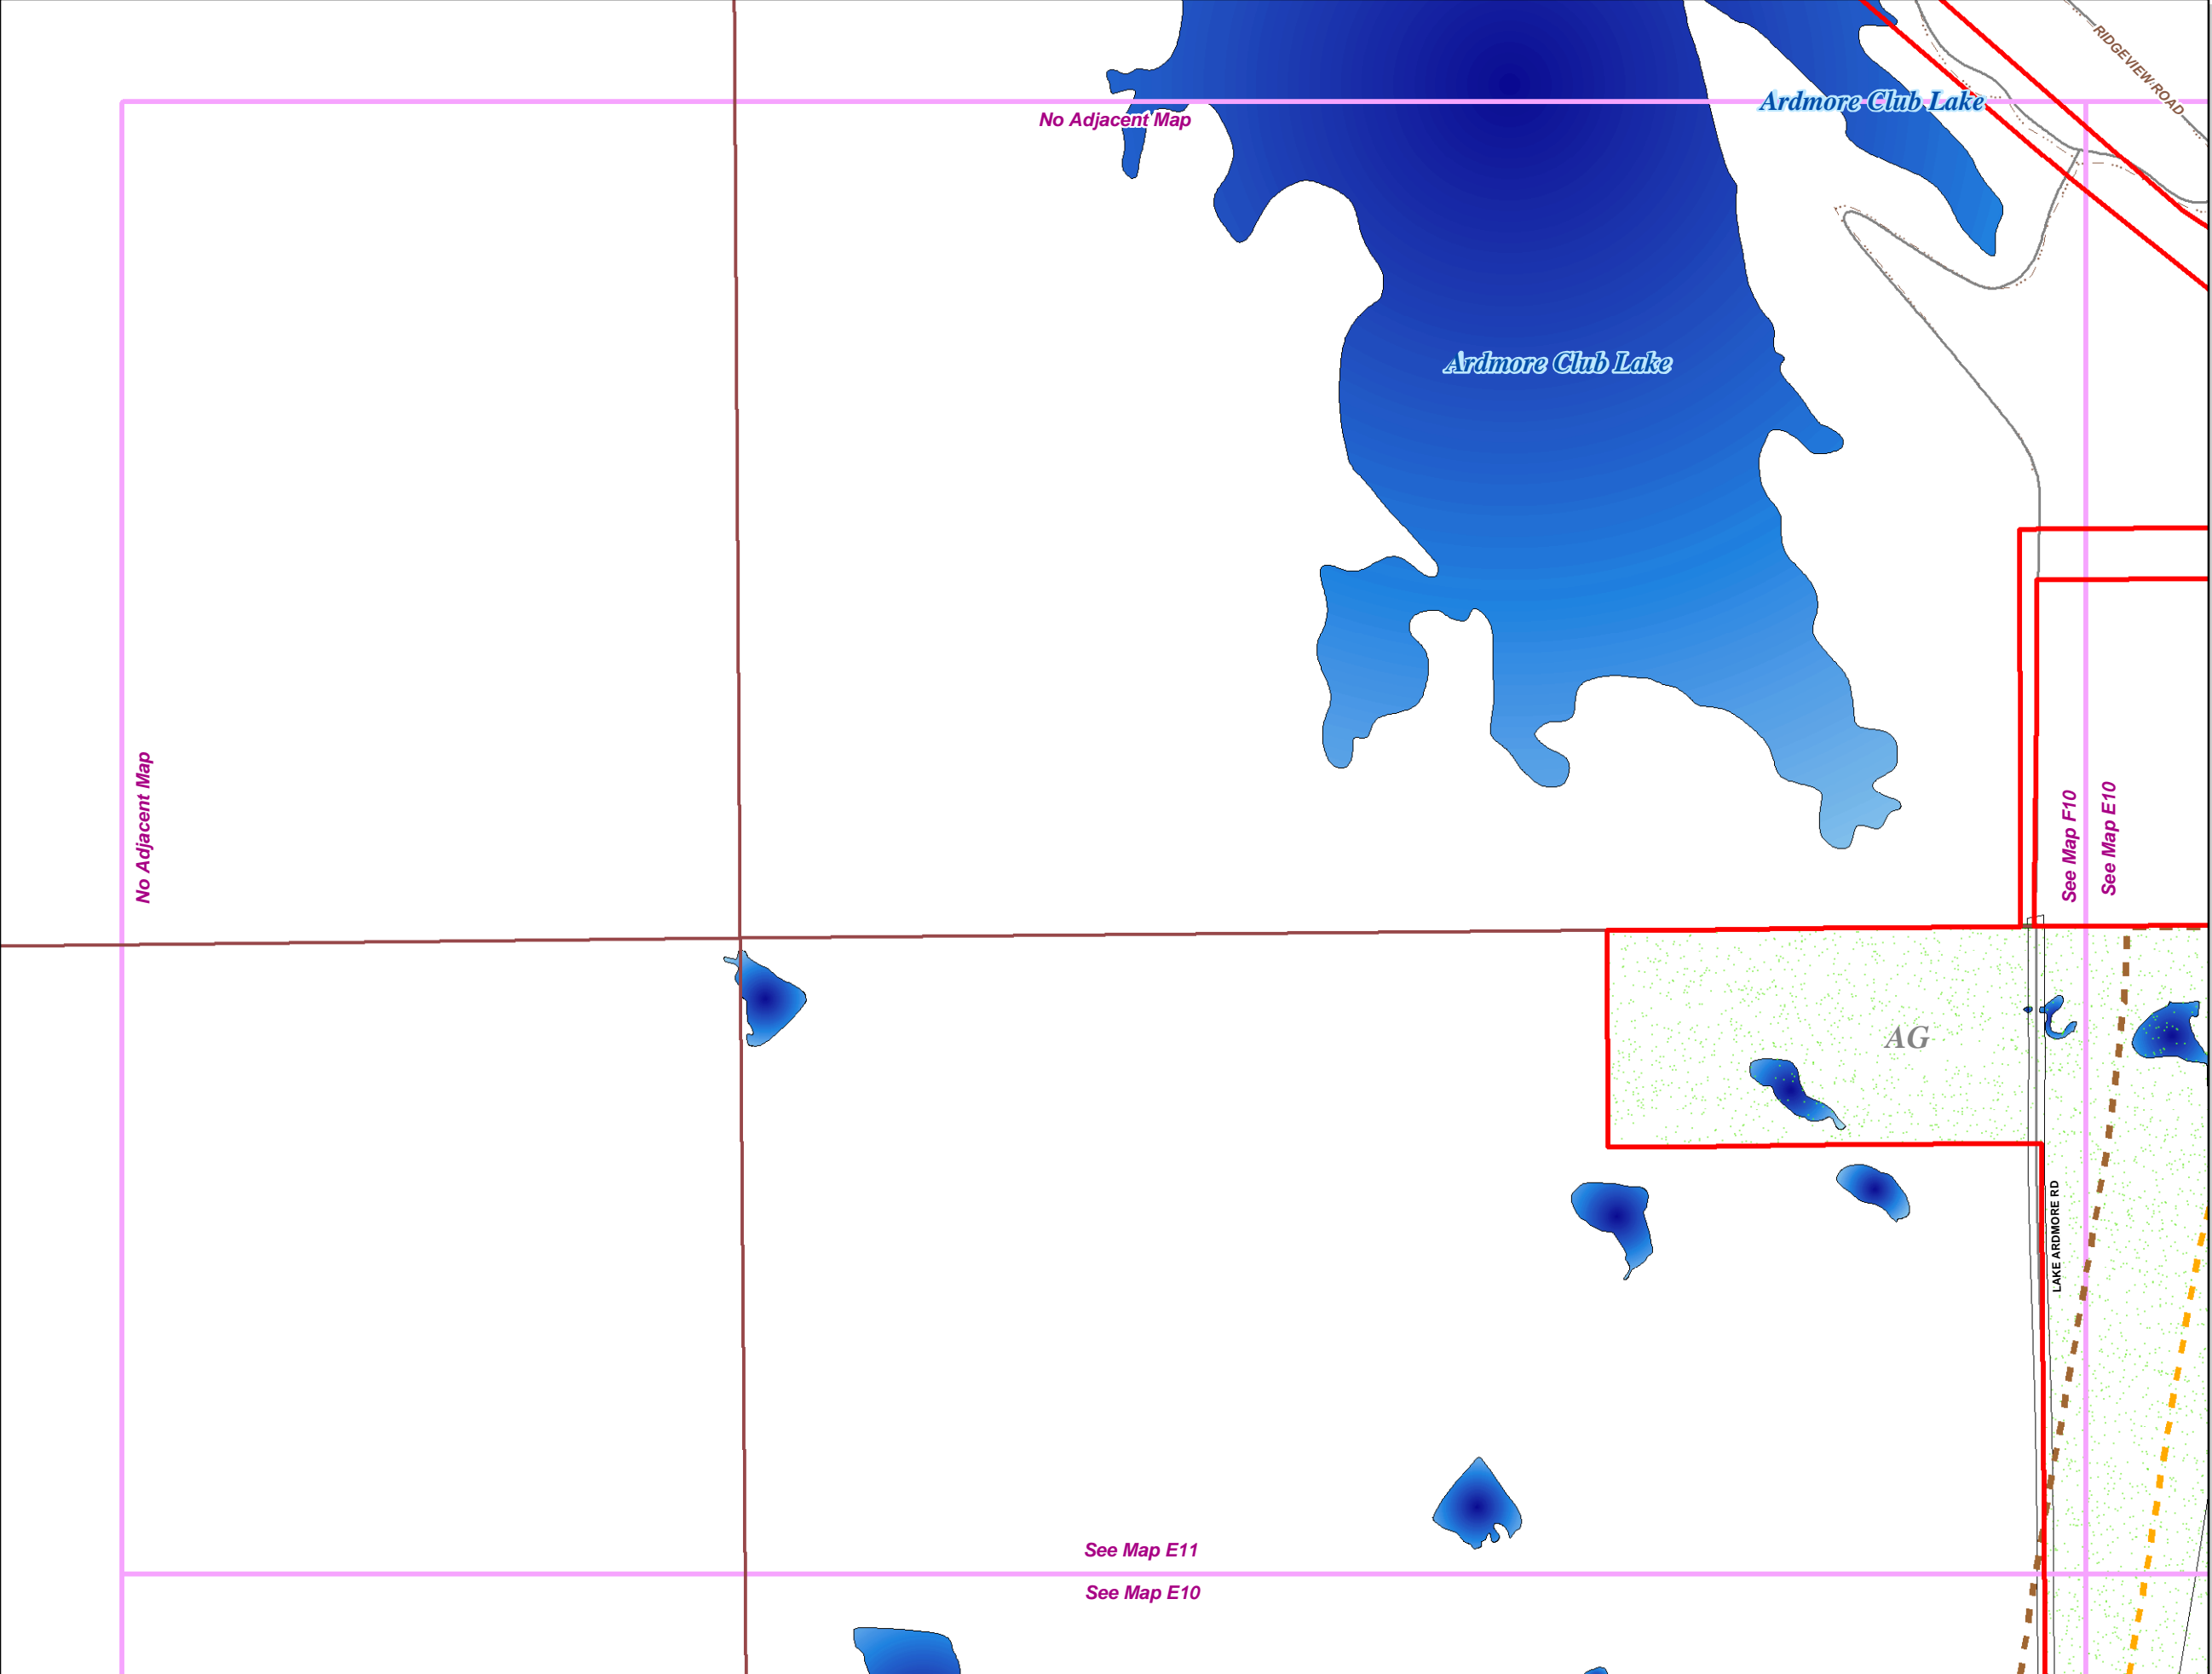 RIDGEVIEW ROAD
Ardmore Club Lake
No Adjacent Map
Ardmore Club Lake
No Adjacent Map
See Map F10
See Map E10
AG
LAKE ARDMORE RD
See Map E11
See Map E10